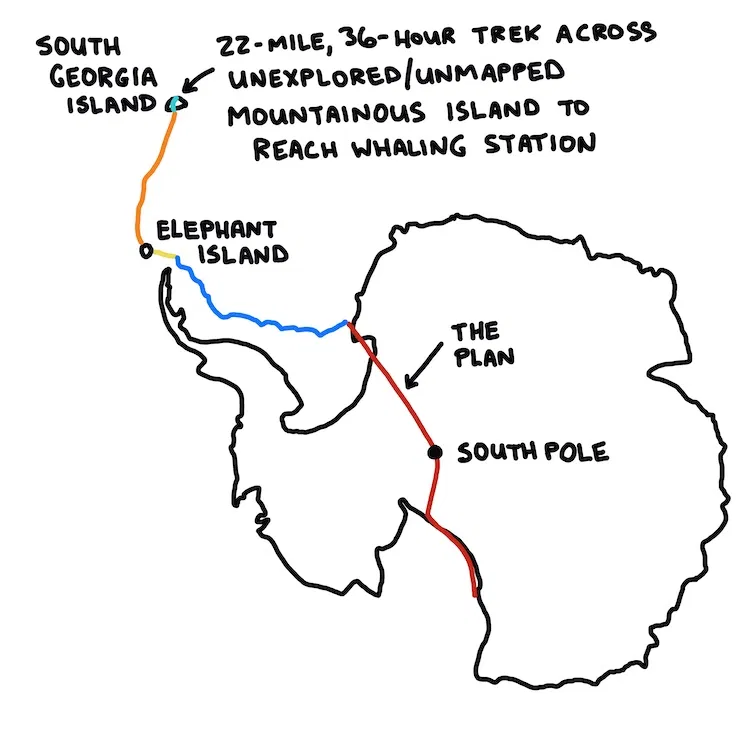 SOUTH
GEORGIA
ISLAND
22-MILE, 36-HOUR TREK ACROSS
UNEXPLORED/UNMAPPED
MOUNTAINOUS ISLAND TO
REACH WHALING STATION
ELEPHANT
ISLAND
THE
PLAN
SOUTH POLE